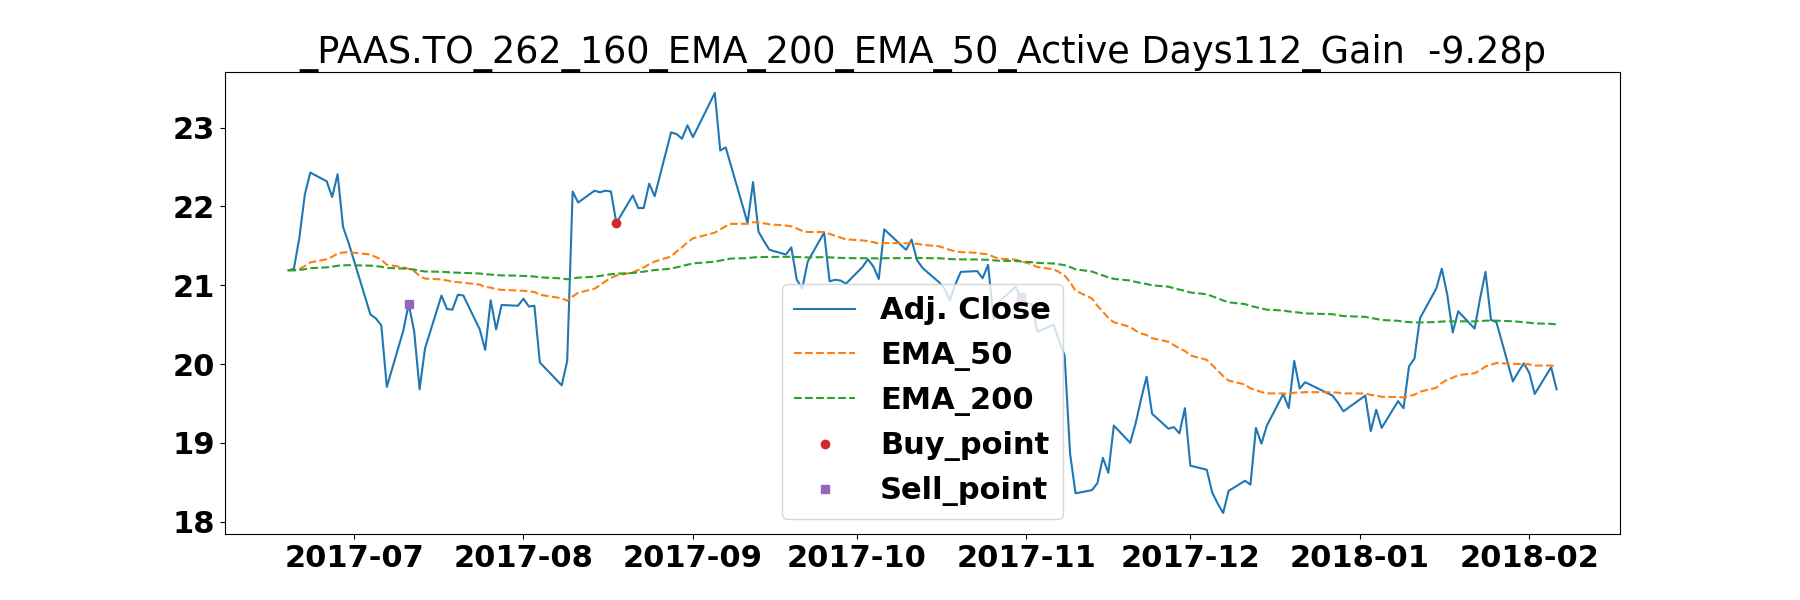 _PAAS.TO_262_160_EMA_200_EMA_50_Active Days112_Gain  -9.28p
23
22
21
20
19
18
Adj. Close
EMA_50
EMA_200
Buy_point
Sell_point
2017-07 2017-08 2017-09 2017-10 2017-11 2017-12 2018-01 2018-02